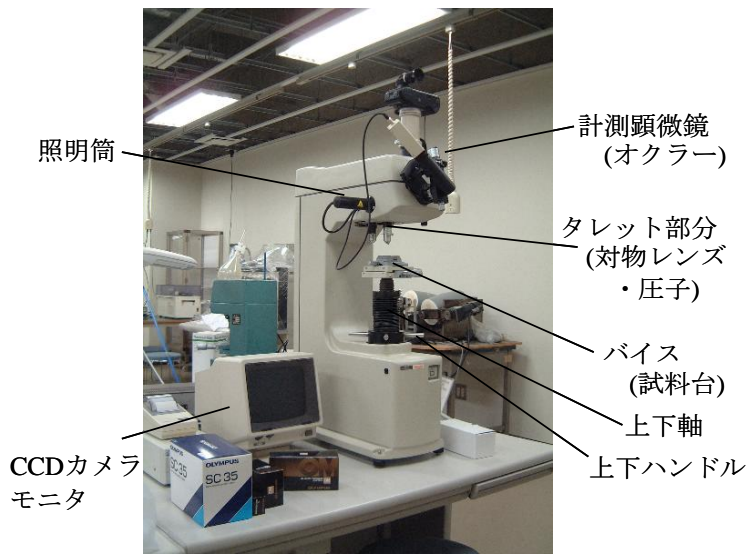 照明筒
計測顕微鏡
(オクラー)
タレット部分
(対物レンズ
・圧子)
バイス
(試料台)
上下軸
上下ハンドル
CCDカメラ
モニタ
OLYMPUS
SC 35
OLYMPUS
SC 35